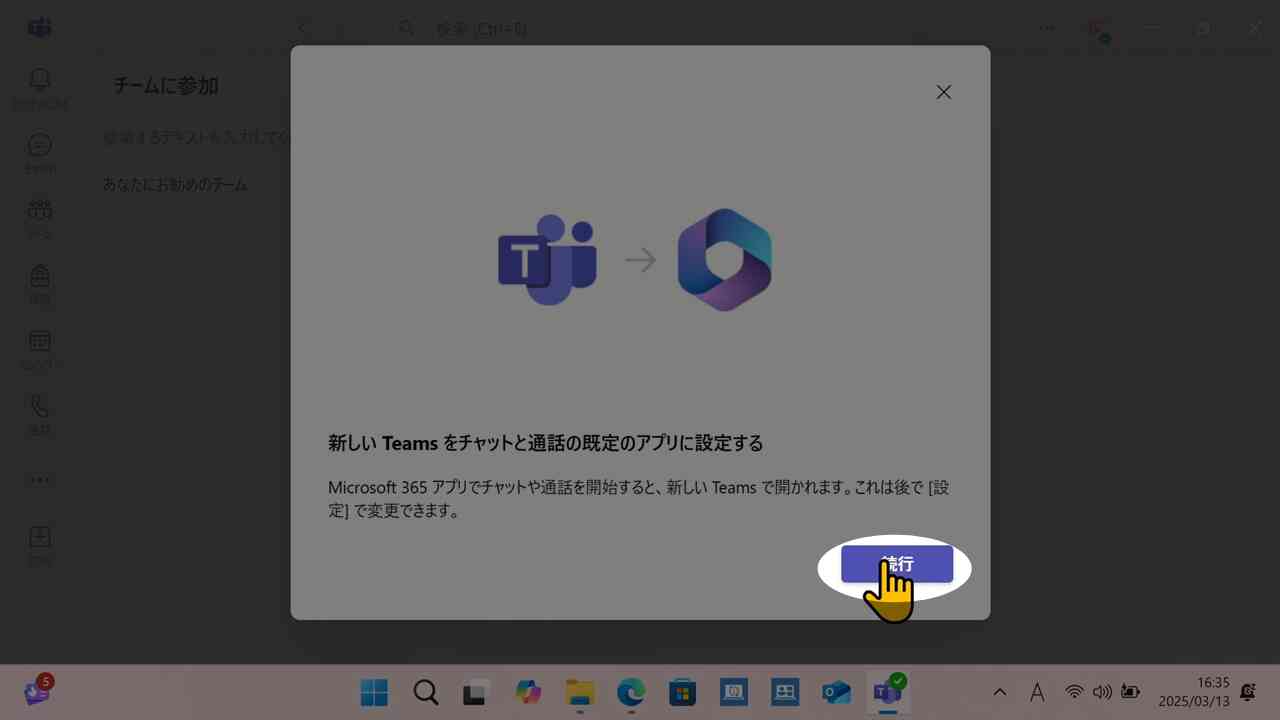 検索 (Ctrl+E)
チームに参加
検索するテキストを入力してく
あなたにお勧めのチーム
T
新しい Teams をチャットと通話の既定のアプリに設定する
Microsoft 365 アプリでチャットや通話を開始すると、新しい Teams で開かれます。これは後で [設
定] で変更できます。
続行
5
A
16:35
2025/03/13